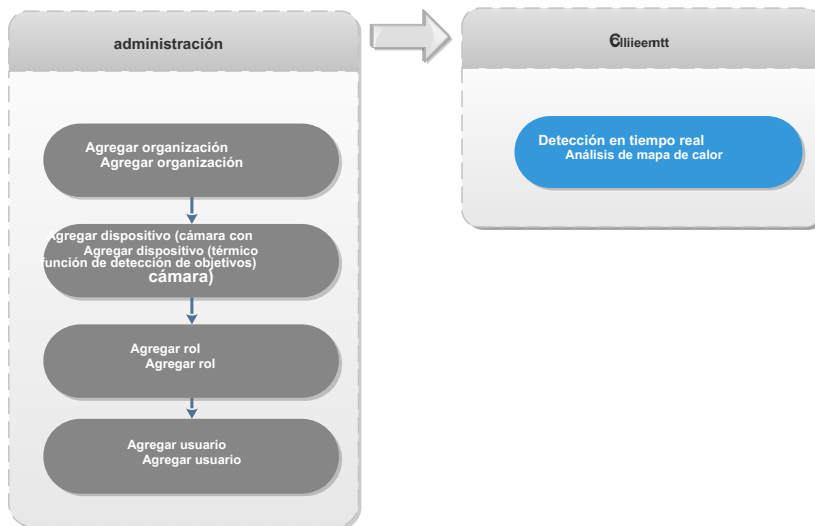 administración
Agregar organización
Agregar organización
Agregar dispositivo (cámara con
Agregar dispositivo (térmico
función de detección de objetivos)
cámara)
Agregar rol
Agregar rol
Agregar usuario
Agregar usuario
Detección en tiempo real
Análisis de mapa de calor